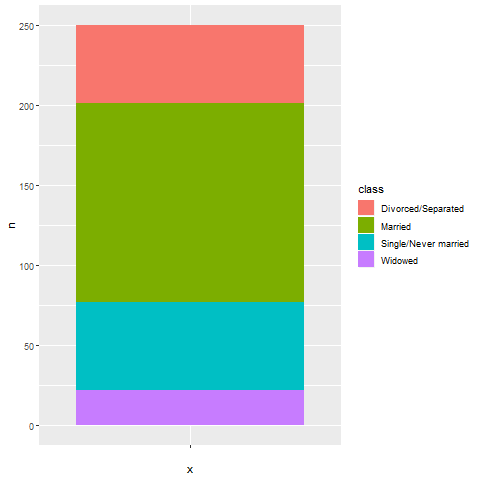 250
200
150
100
50
0
n
x
class
Divorced/Separated
Married
Single/Never married
Widowed